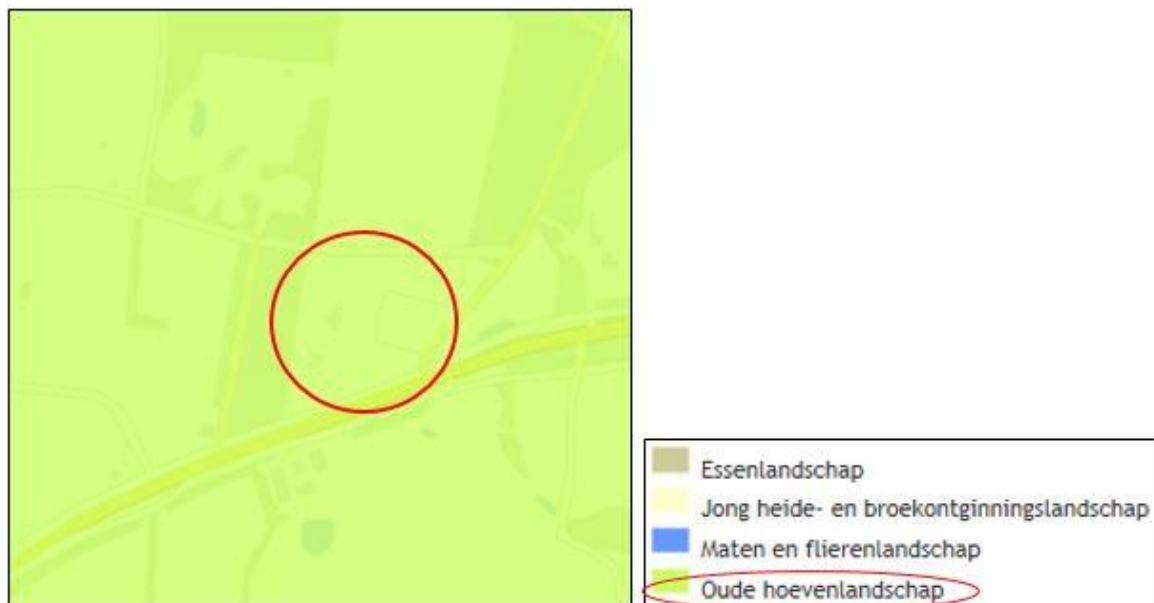 Essenlandschap
Jong heide- en broekontginningslandschap
Maten en flierenlandschap
Oude hoevenlandschap